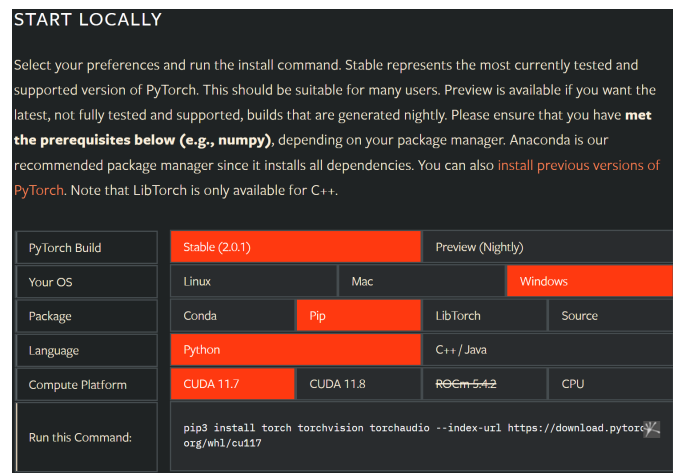 START LOCALLY
Select your preferences and run the install command. Stable represents the most currently tested and
supported version of PyTorch. This should be suitable for many users. Preview is available if you want the
latest, not fully tested and supported, builds that are generated nightly. Please ensure that you have met
the prerequisites below (e.g., numpy), depending on your package manager. Anaconda is our
recommended package manager since it installs all dependencies. You can also install previous versions of
PyTorch. Note that LibTorch is only available for C++.
PyTorch Build Stable (2.0.1) Preview (Nightly)
Your OS Linux Mac Windows
Package Conda Pip LibTorch Source
Language Python C++ / Java
Compute Platform CUDA 11.7 CUDA 11.8 ROCm 5.4.2 CPU
Run this Command: pip3 install torch torchvision torchaudio --index-url https://download.pytorc
org/whl/cu117